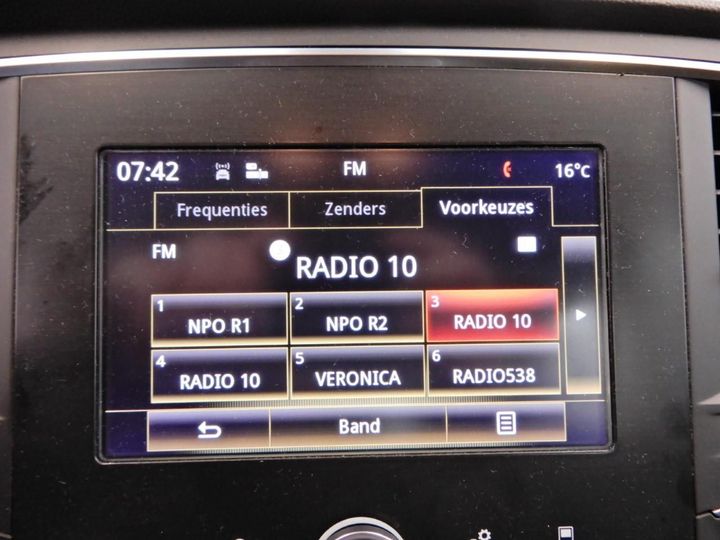 07:42 FM 16°C
Frequenties Zenders Voorkeuzes
FM
RADIO 10
1 NPO R1 2 NPO R2 3 RADIO 10
4 RADIO 10 5 VERONICA 6 RADIO538
Band